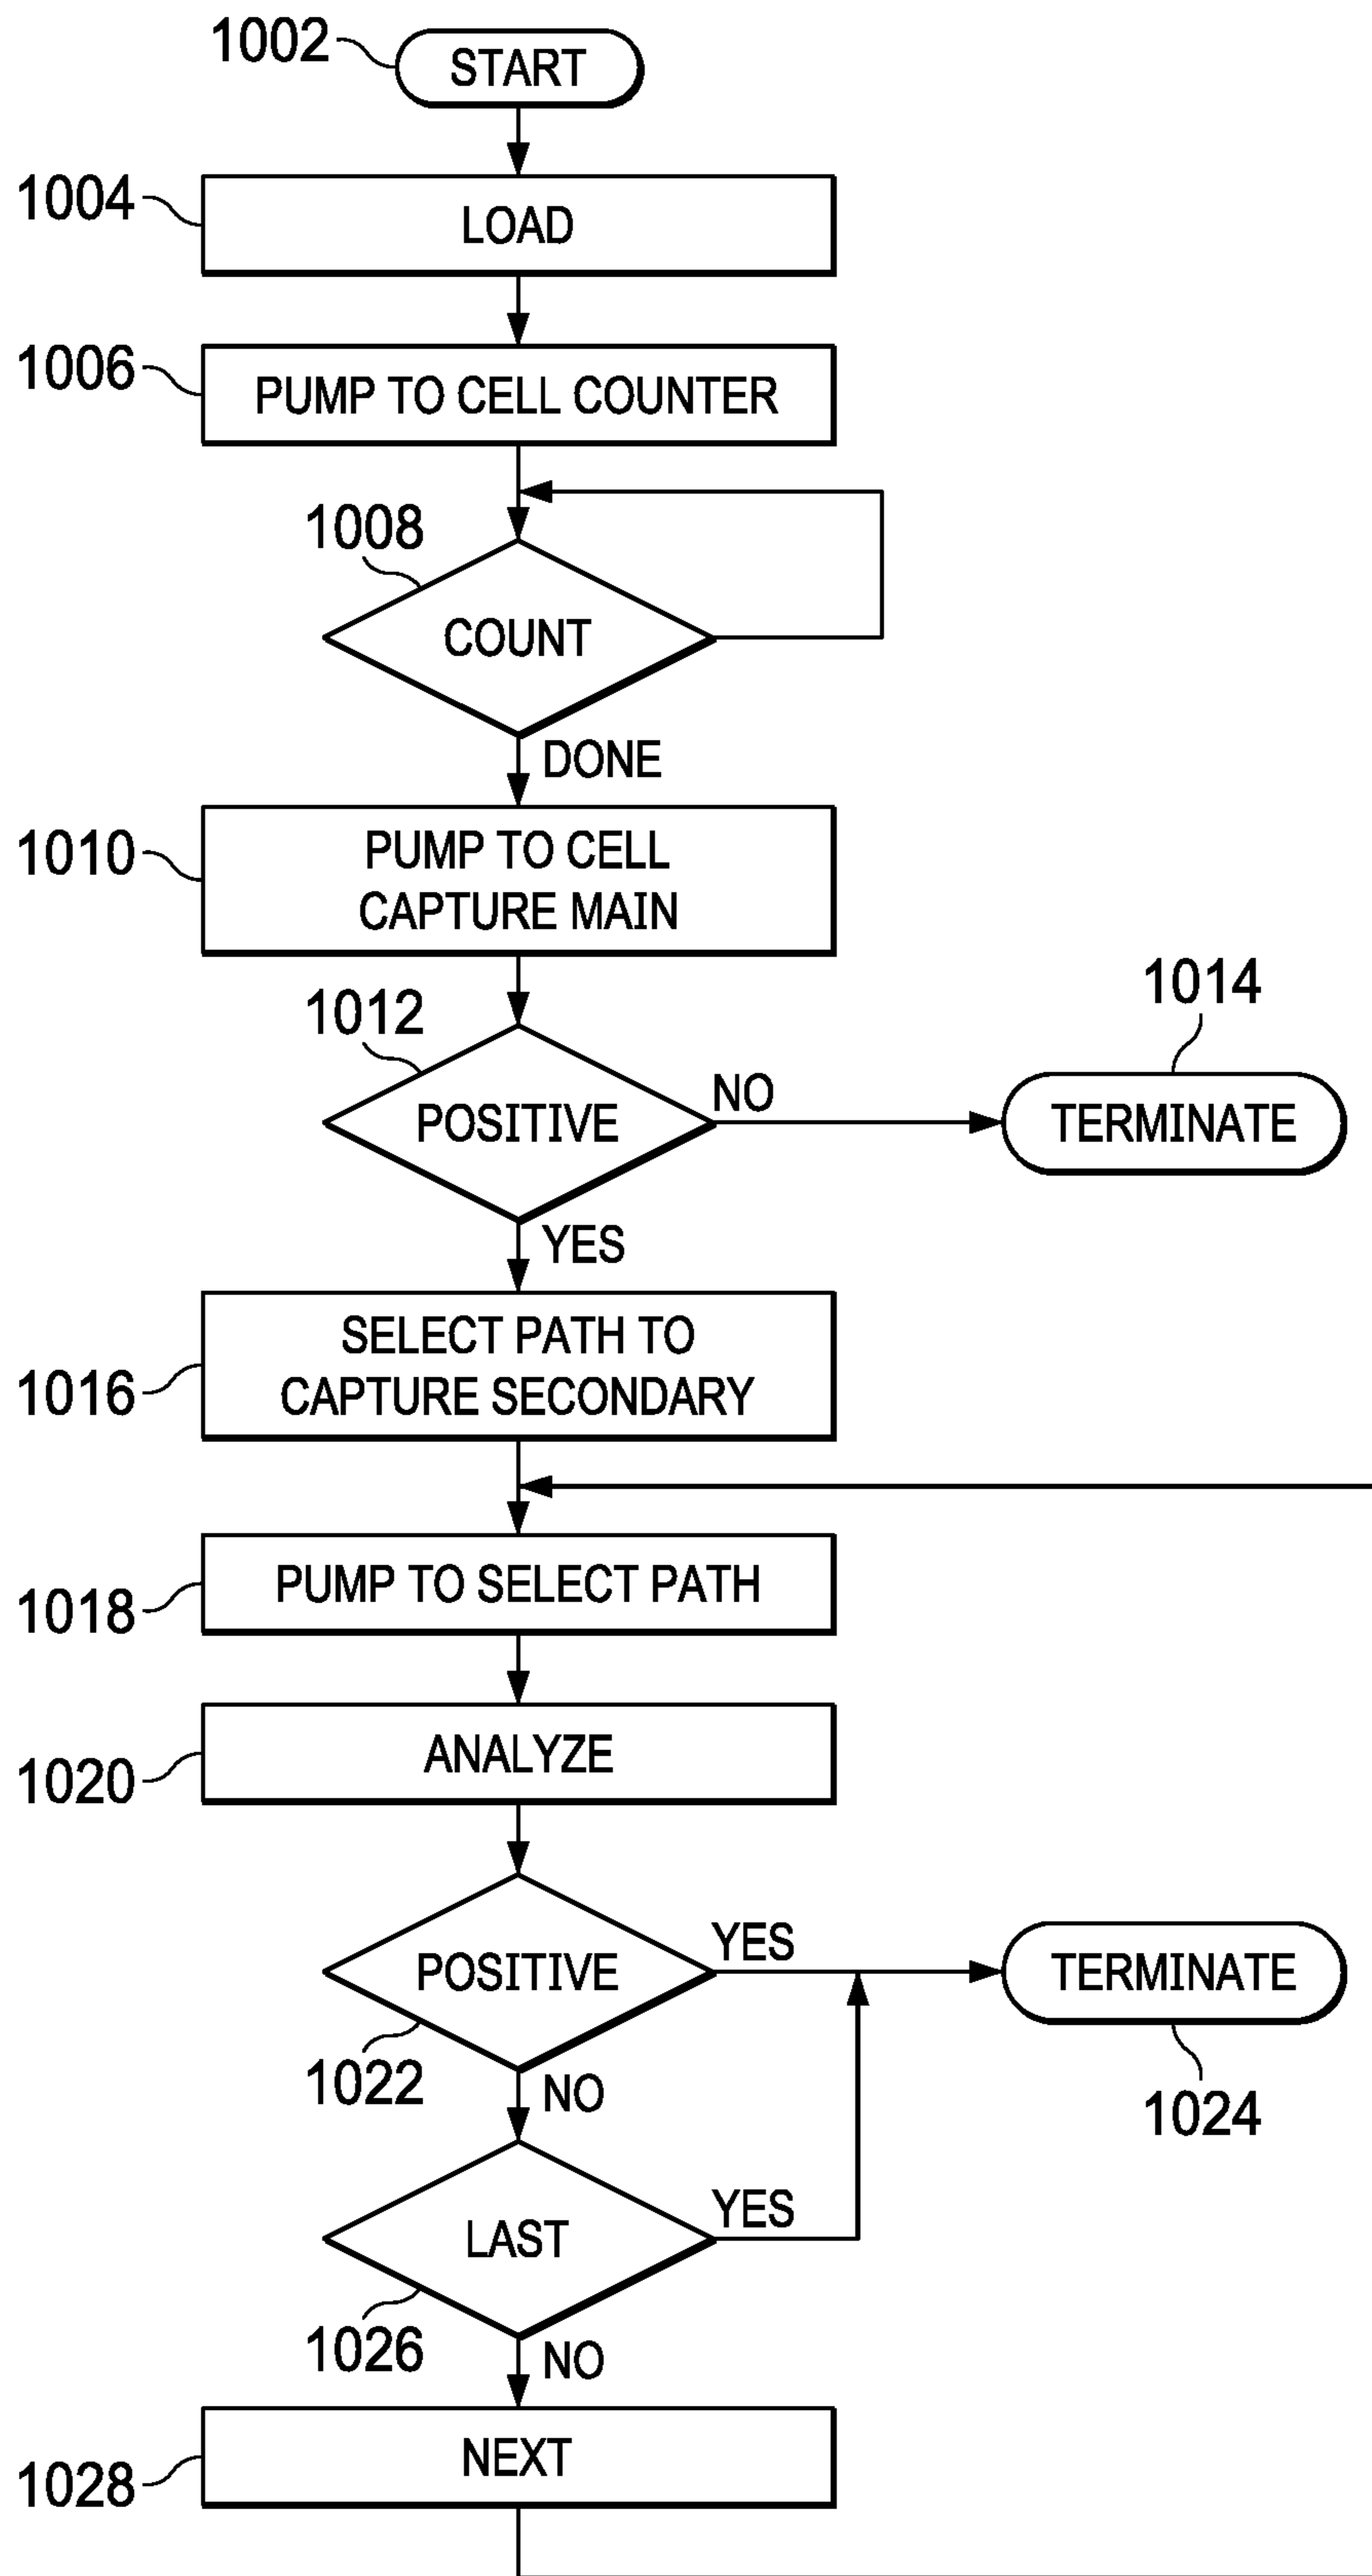 1002
START
1004
LOAD
1006
PUMP TO CELL COUNTER
1008
COUNT
DONE
1010
PUMP TO CELL
CAPTURE MAIN
1012
POSITIVE
NO
1014
TERMINATE
YES
1016
SELECT PATH TO
CAPTURE SECONDARY
1018
PUMP TO SELECT PATH
1020
ANALYZE
POSITIVE
YES
TERMINATE
1022
NO
1024
LAST
YES
1026
NO
1028
NEXT